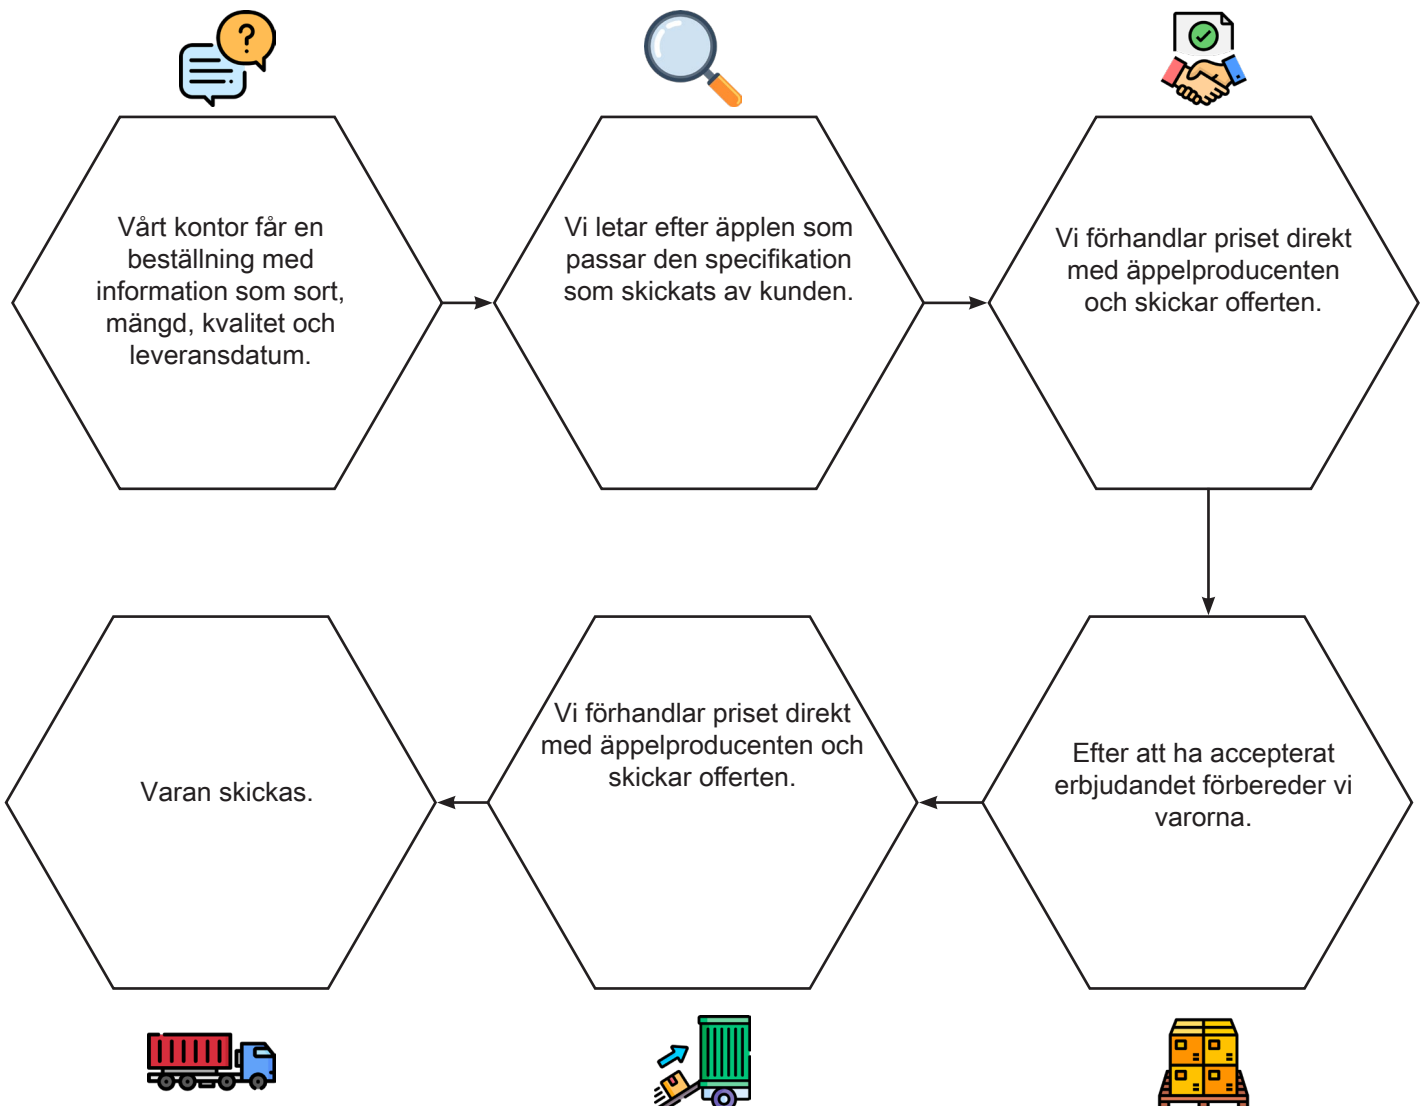 Vårt kontor får en
beställning med
information som sort,
mängd, kvalitet och
leveransdatum.
Vi letar efter äpplen som
passar den specifikation
som skickats av kunden.
Vi förhandlar priset direkt
med äppelproducenten
och skickar offerten.
Efter att ha accepterat
erbjudandet förbereder vi
varorna.
Vi förhandlar priset direkt
med äppelproducenten och
skickar offerten.
Varan skickas.